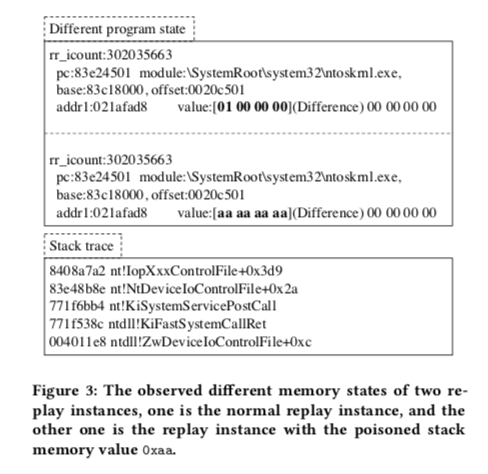 Different program state
rr_icount:302035663
pc:83e24501 module:\SystemRoot\system32\ntoskrnl.exe,
base:83c18000, offset:0020c501
addr1:021afad8 value:[01 00 00 00](Difference) 00 00 00 00
rr_icount:302035663
pc:83e24501 module:\SystemRoot\system32\ntoskrnl.exe,
base:83c18000, offset:0020c501
addr1:021afad8 value:[aa aa aa aa](Difference) 00 00 00 00
Stack trace
8408a7a2 nt!IopXxxControlFile+0x3d9
83e48b8e nt!NtDeviceIoControlFile+0x2a
771f6bb4 nt!KiSystemServicePostCall
771f538c ntdll!KiFastSystemCallRet
004011e8 ntdll!ZwDeviceIoControlFile+0xc
Figure 3: The observed different memory states of two re-
play instances, one is the normal replay instance, and the
other one is the replay instance with the poisoned stack
memory value 0xaa.